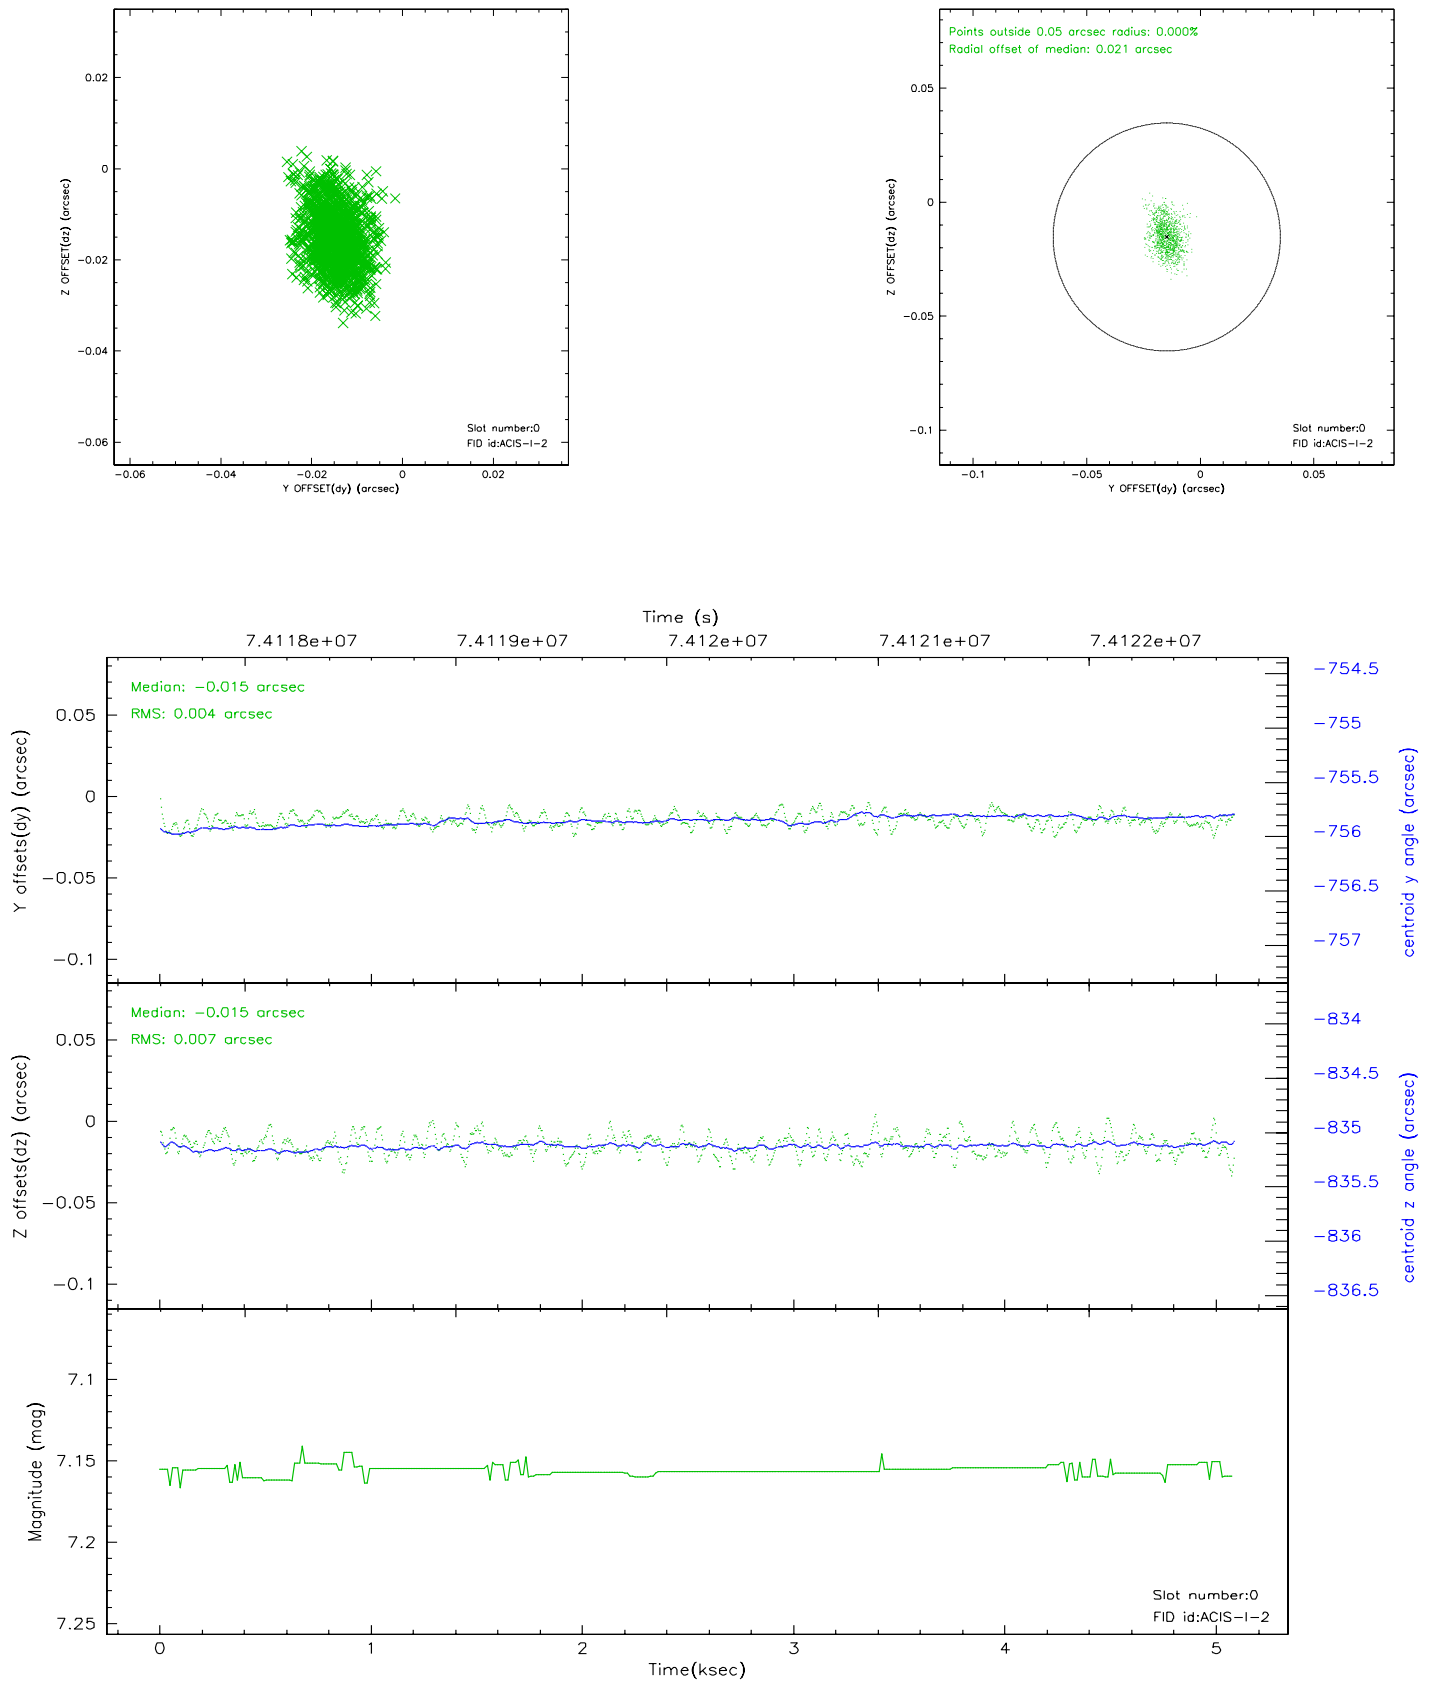 0.02
0
-0.02
-0.04
-0.06
Z OFFSET(dz) (arcsec)
Slot number:0
FID id:ACIS-I-2
-0.06 -0.04 -0.02 0 0.02
Y OFFSET(dy) (arcsec)
Points outside 0.05 arcsec radius: 0.000%
Radial offset of median: 0.021 arcsec
0.05
0
-0.05
-0.1
Z OFFSET(dz) (arcsec)
Slot number:0
FID id:ACIS-I-2
-0.1 -0.05 0 0.05
Y OFFSET(dy) (arcsec)
Time (s)
7.4118e+07 7.4119e+07 7.412e+07 7.4121e+07 7.4122e+07
Median: -0.015 arcsec
RMS: 0.004 arcsec
0.05
0
-0.05
-0.1
Y offsets(dy) (arcsec)
-754.5
-755
-755.5
-756
-756.5
-757
centroid y angle (arcsec)
Median: -0.015 arcsec
RMS: 0.007 arcsec
0.05
0
-0.05
-0.1
Z offsets(dz) (arcsec)
-834
-834.5
-835
-835.5
-836
-836.5
centroid z angle (arcsec)
7.1
7.15
7.2
7.25
Magnitude (mag)
Slot number:0
FID id:ACIS-I-2
0 1 2 3 4 5
Time(ksec)